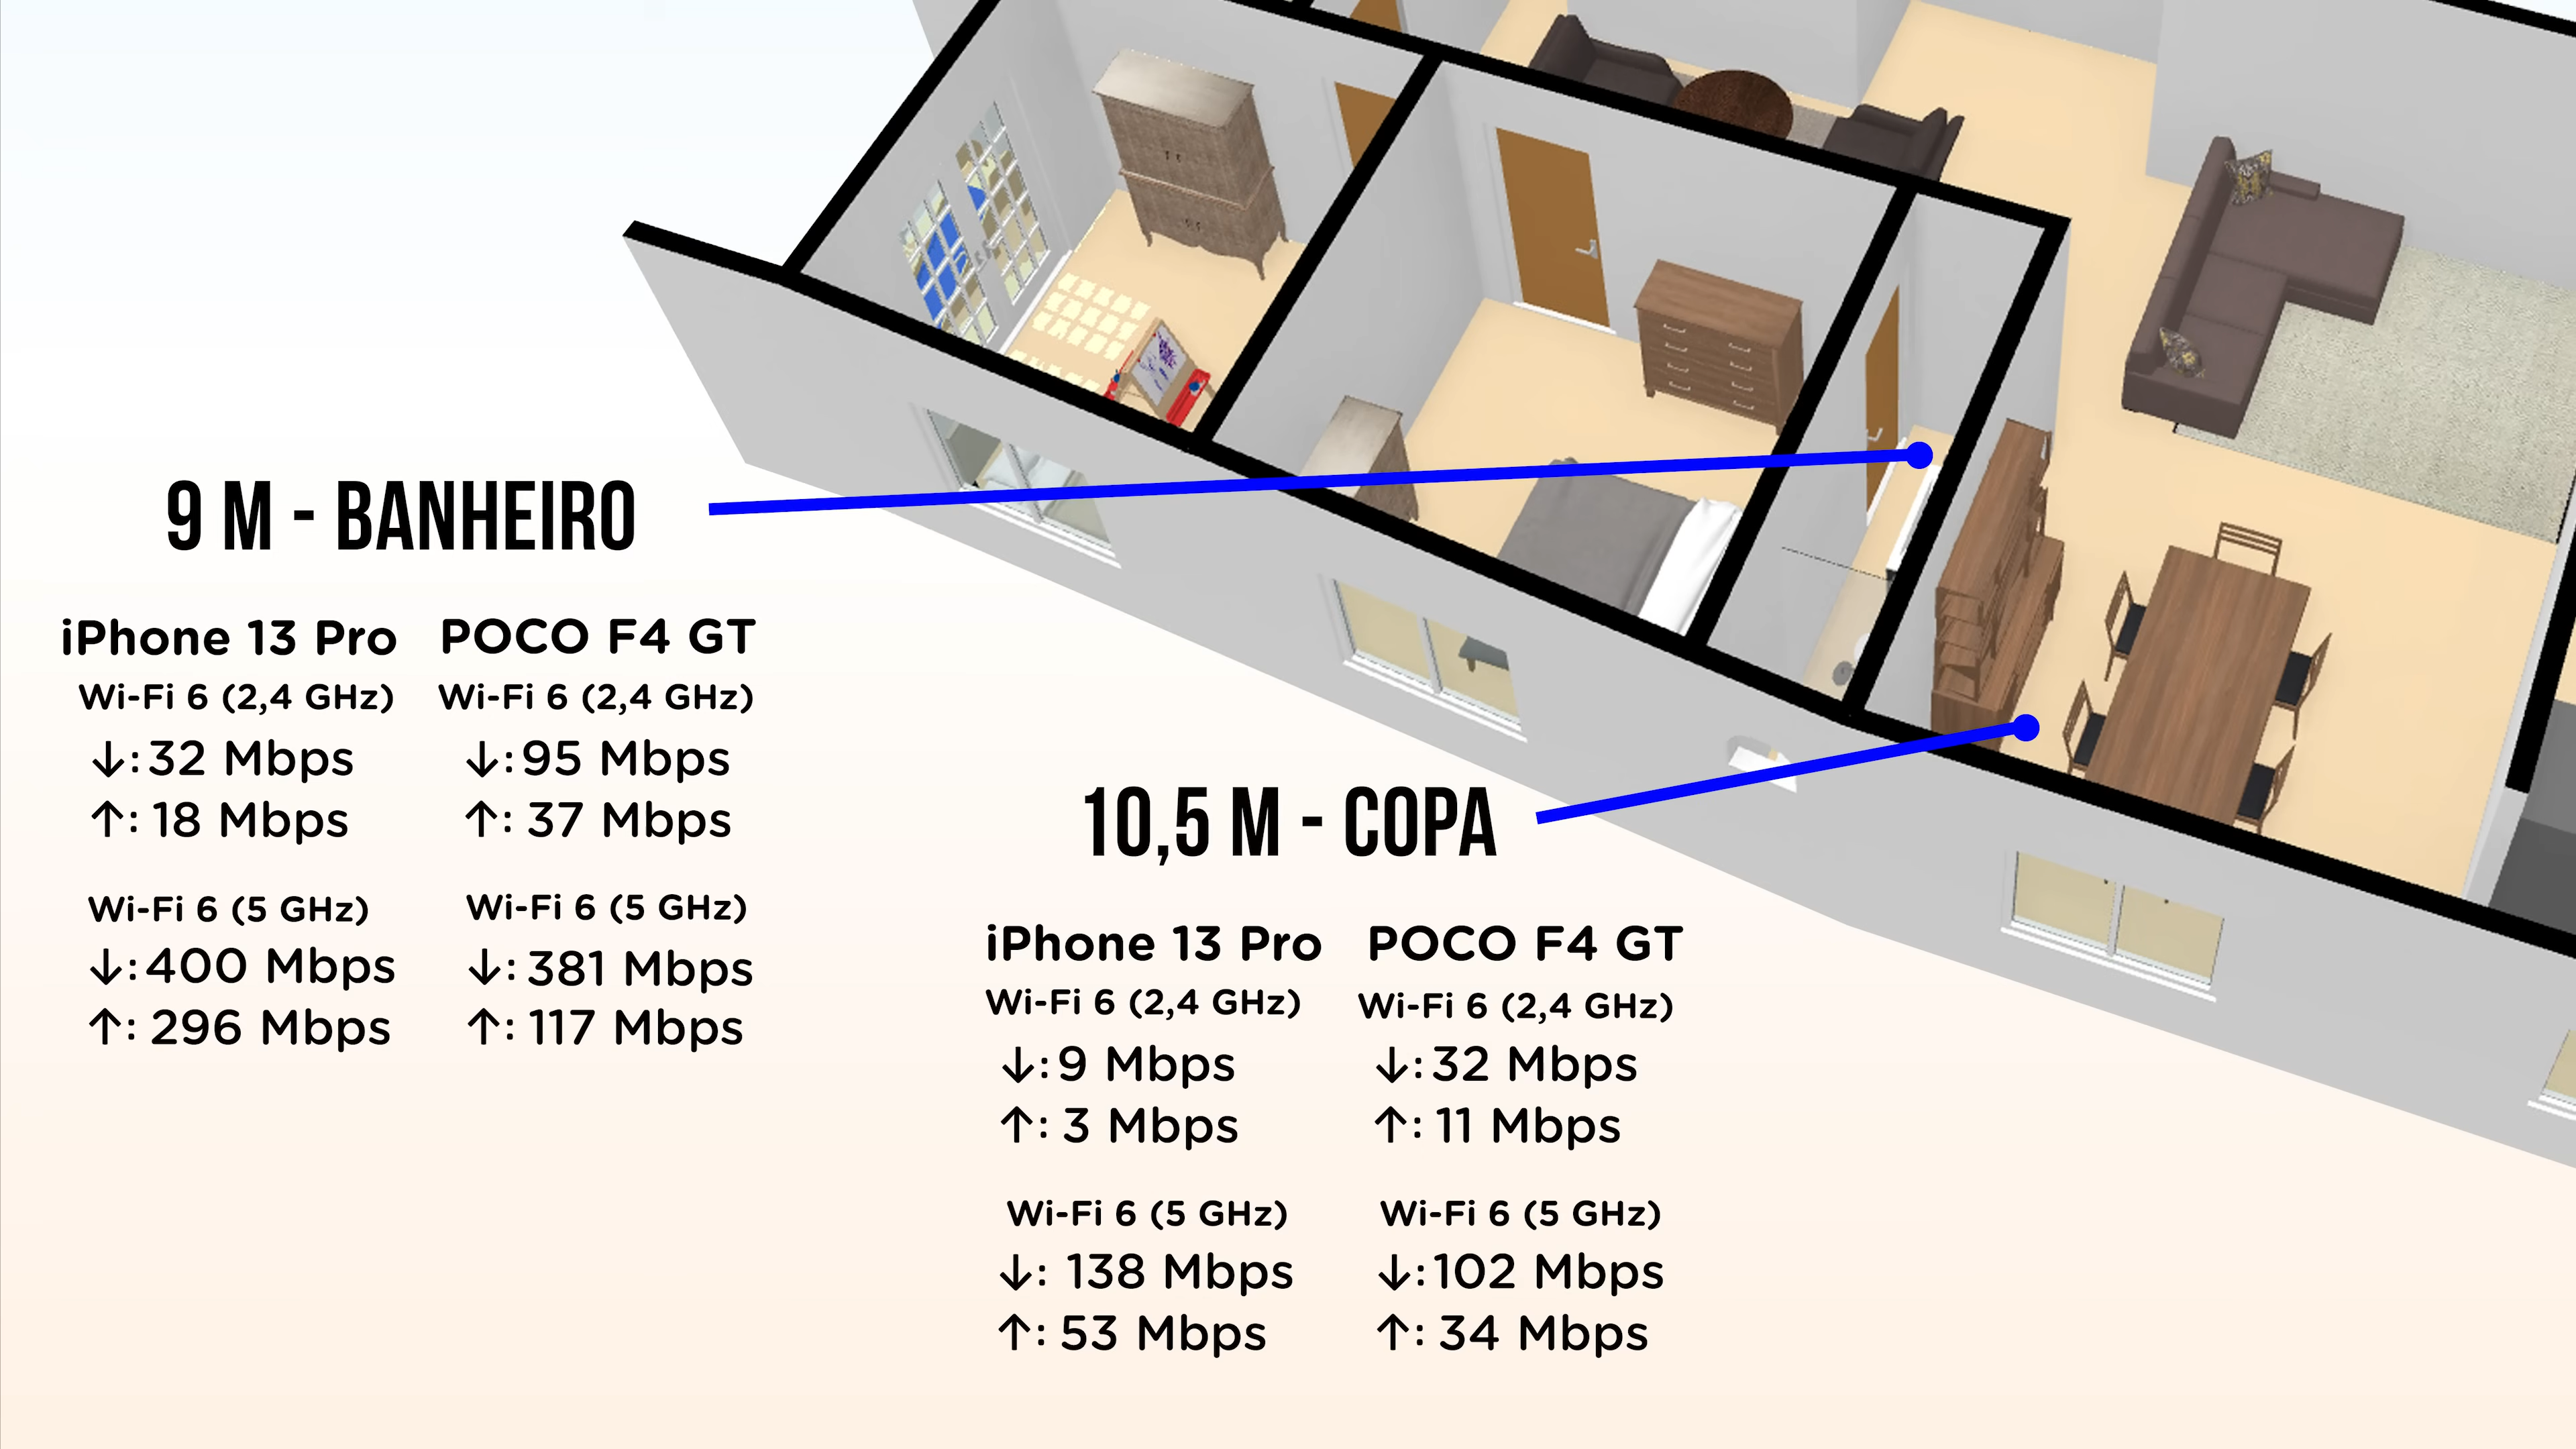 9 M - BANHEIRO
iPhone 13 Pro POCO F4 GT
Wi-Fi 6 (2,4 GHz) Wi-Fi 6 (2,4 GHz)
↓: 32 Mbps ↓: 95 Mbps
↑: 18 Mbps ↑: 37 Mbps
Wi-Fi 6 (5 GHz) Wi-Fi 6 (5 GHz)
↓: 400 Mbps ↓: 381 Mbps
↑: 296 Mbps ↑: 117 Mbps
10,5 M - COPA
iPhone 13 Pro POCO F4 GT
Wi-Fi 6 (2,4 GHz) Wi-Fi 6 (2,4 GHz)
↓: 9 Mbps ↓: 32 Mbps
↑: 3 Mbps ↑: 11 Mbps
Wi-Fi 6 (5 GHz) Wi-Fi 6 (5 GHz)
↓: 138 Mbps ↓: 102 Mbps
↑: 53 Mbps ↑: 34 Mbps